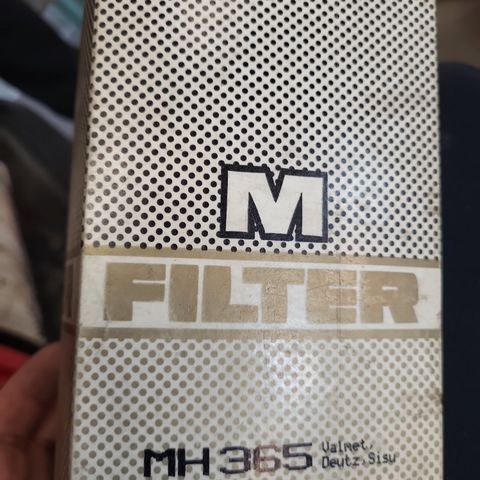 M
FILTER
MH 365 Valmet,
Deutz, Sisu